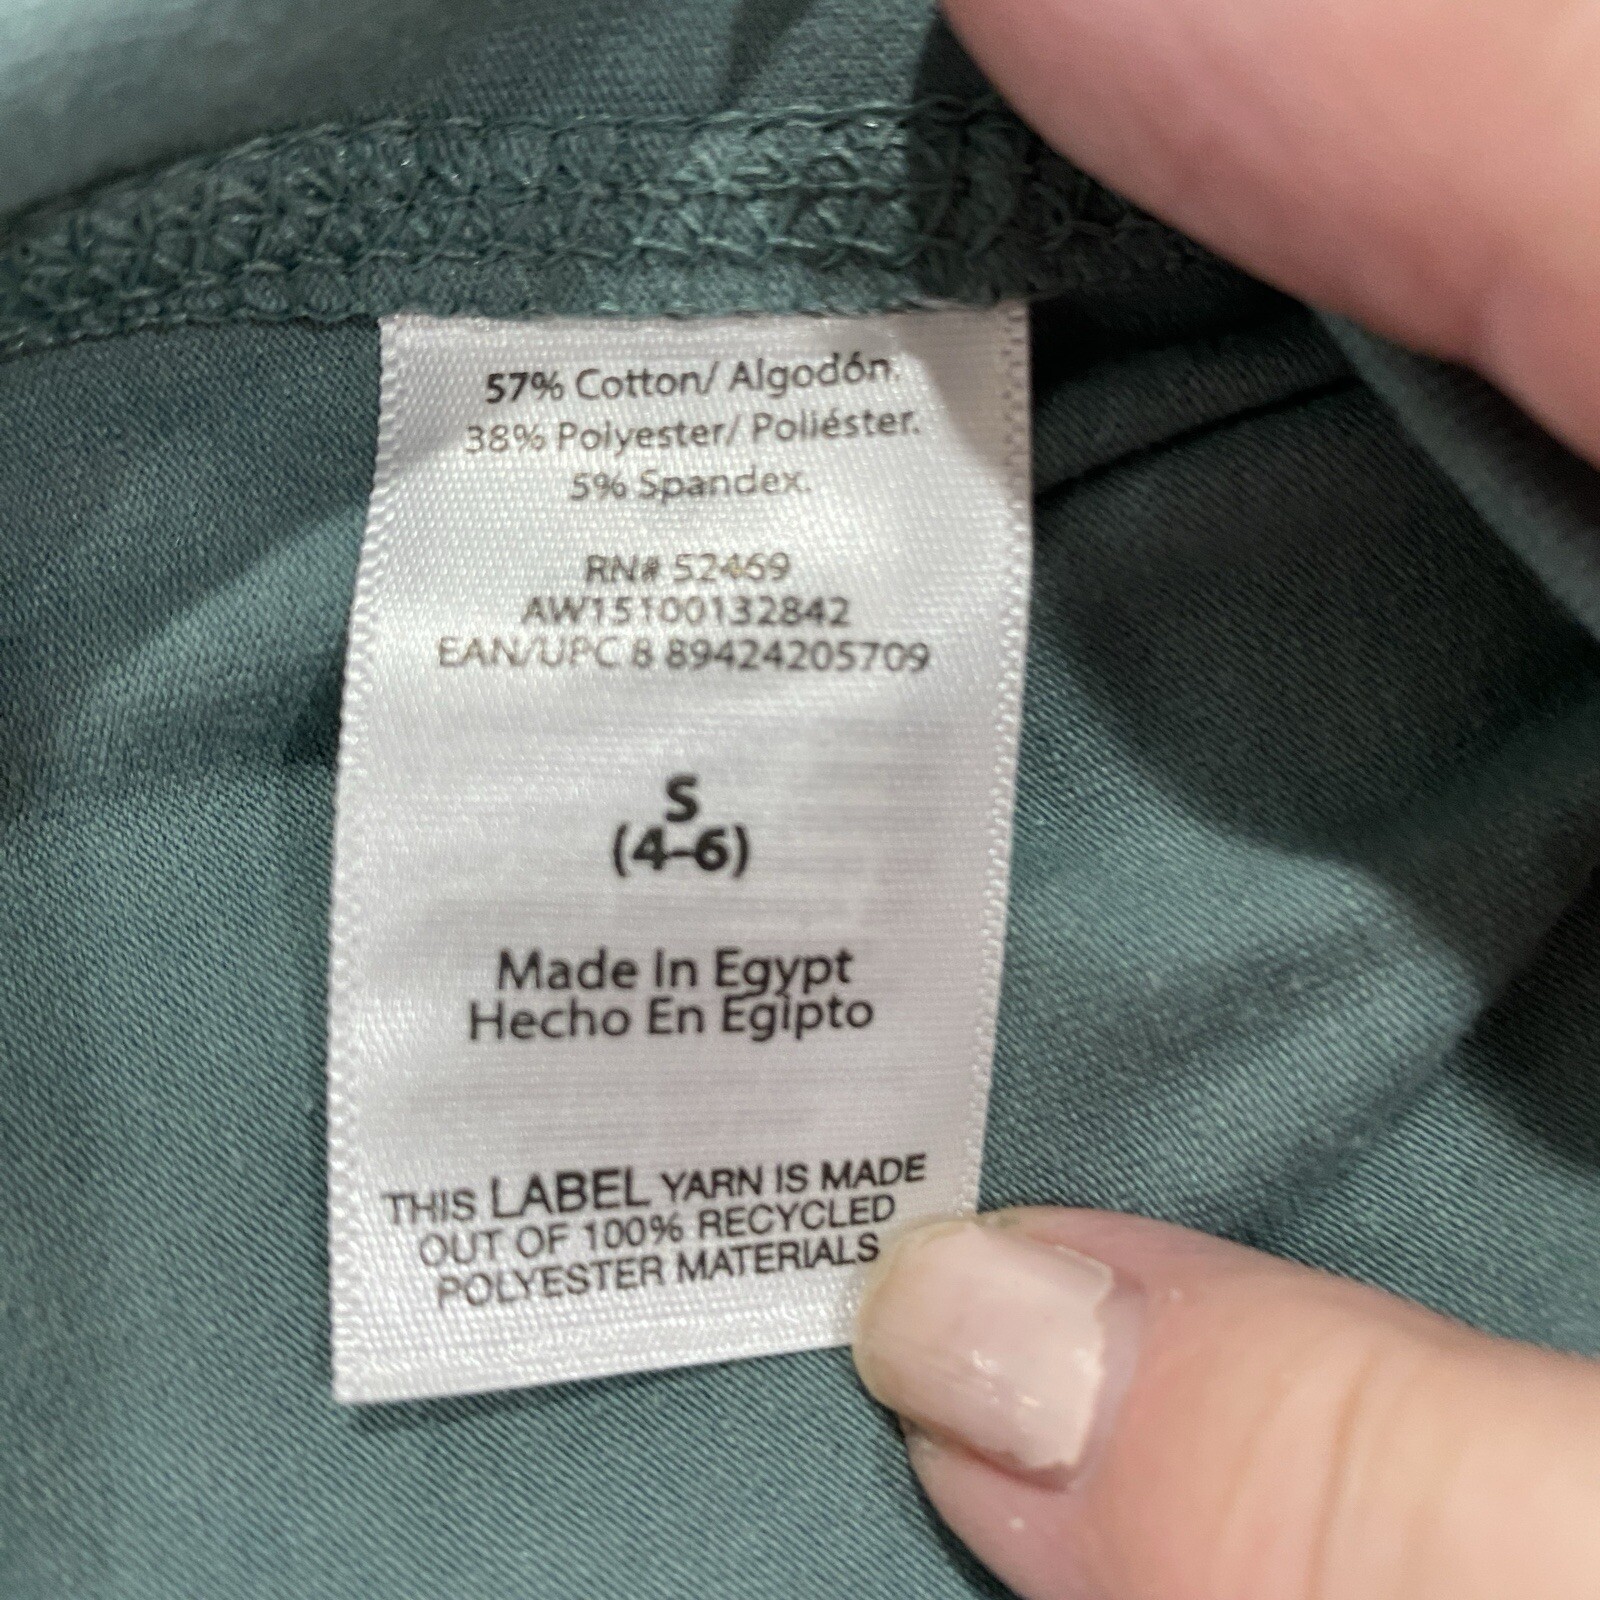 57% Cotton/ Algodón.
38% Polyester/ Poliéster.
5% Spandex.
RN# 52469
AW15100132842
EAN/UPC 8 89424205709
S
(4-6)
Made In Egypt
Hecho En Egipto
THIS LABEL YARN IS MADE
OUT OF 100% RECYCLED
POLYESTER MATERIALS